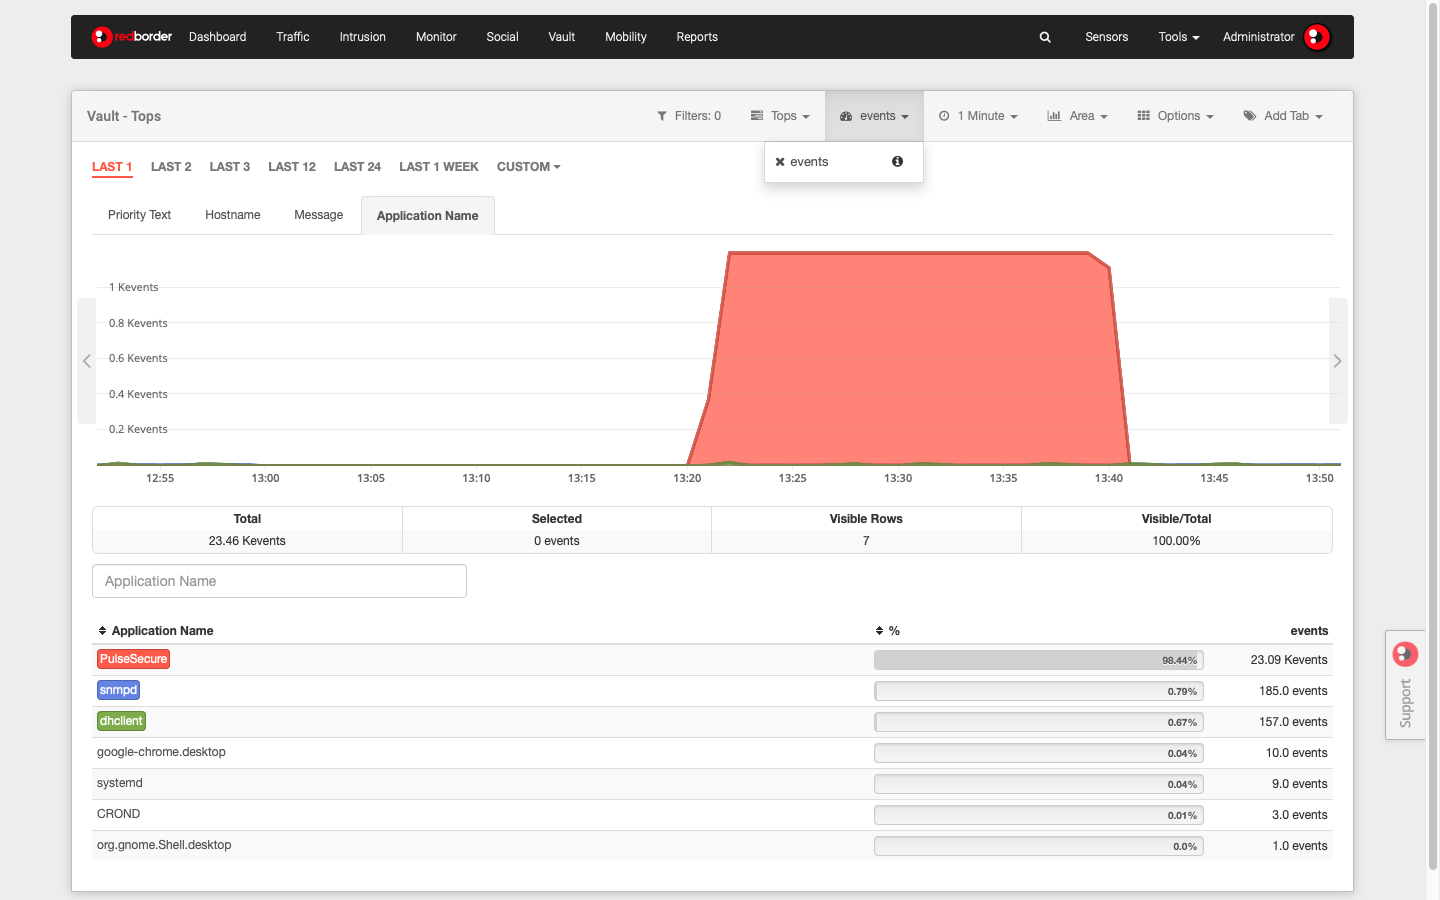 redborder Dashboard Traffic Intrusion Monitor Social Vault Mobility Reports Sensors Tools Administrator
Vault - Tops Filters: 0 Tops events 1 Minute Area Options Add Tab
events
LAST 1 LAST 2 LAST 3 LAST 12 LAST 24 LAST 1 WEEK CUSTOM
Priority Text Hostname Message Application Name
1 Kevents
0.8 Kevents
0.6 Kevents
0.4 Kevents
0.2 Kevents
12:55 13:00 13:05 13:10 13:15 13:20 13:25 13:30 13:35 13:40 13:45 13:50
Total Selected Visible Rows Visible/Total
23.46 Kevents 0 events 7 100.00%
Application Name
Application Name % events
PulseSecure 98.44% 23.09 Kevents
snmpd 0.79% 185.0 events
dhclient 0.67% 157.0 events
google-chrome.desktop 0.04% 10.0 events
systemd 0.04% 9.0 events
CROND 0.01% 3.0 events
org.gnome.Shell.desktop 0.0% 1.0 events
Support